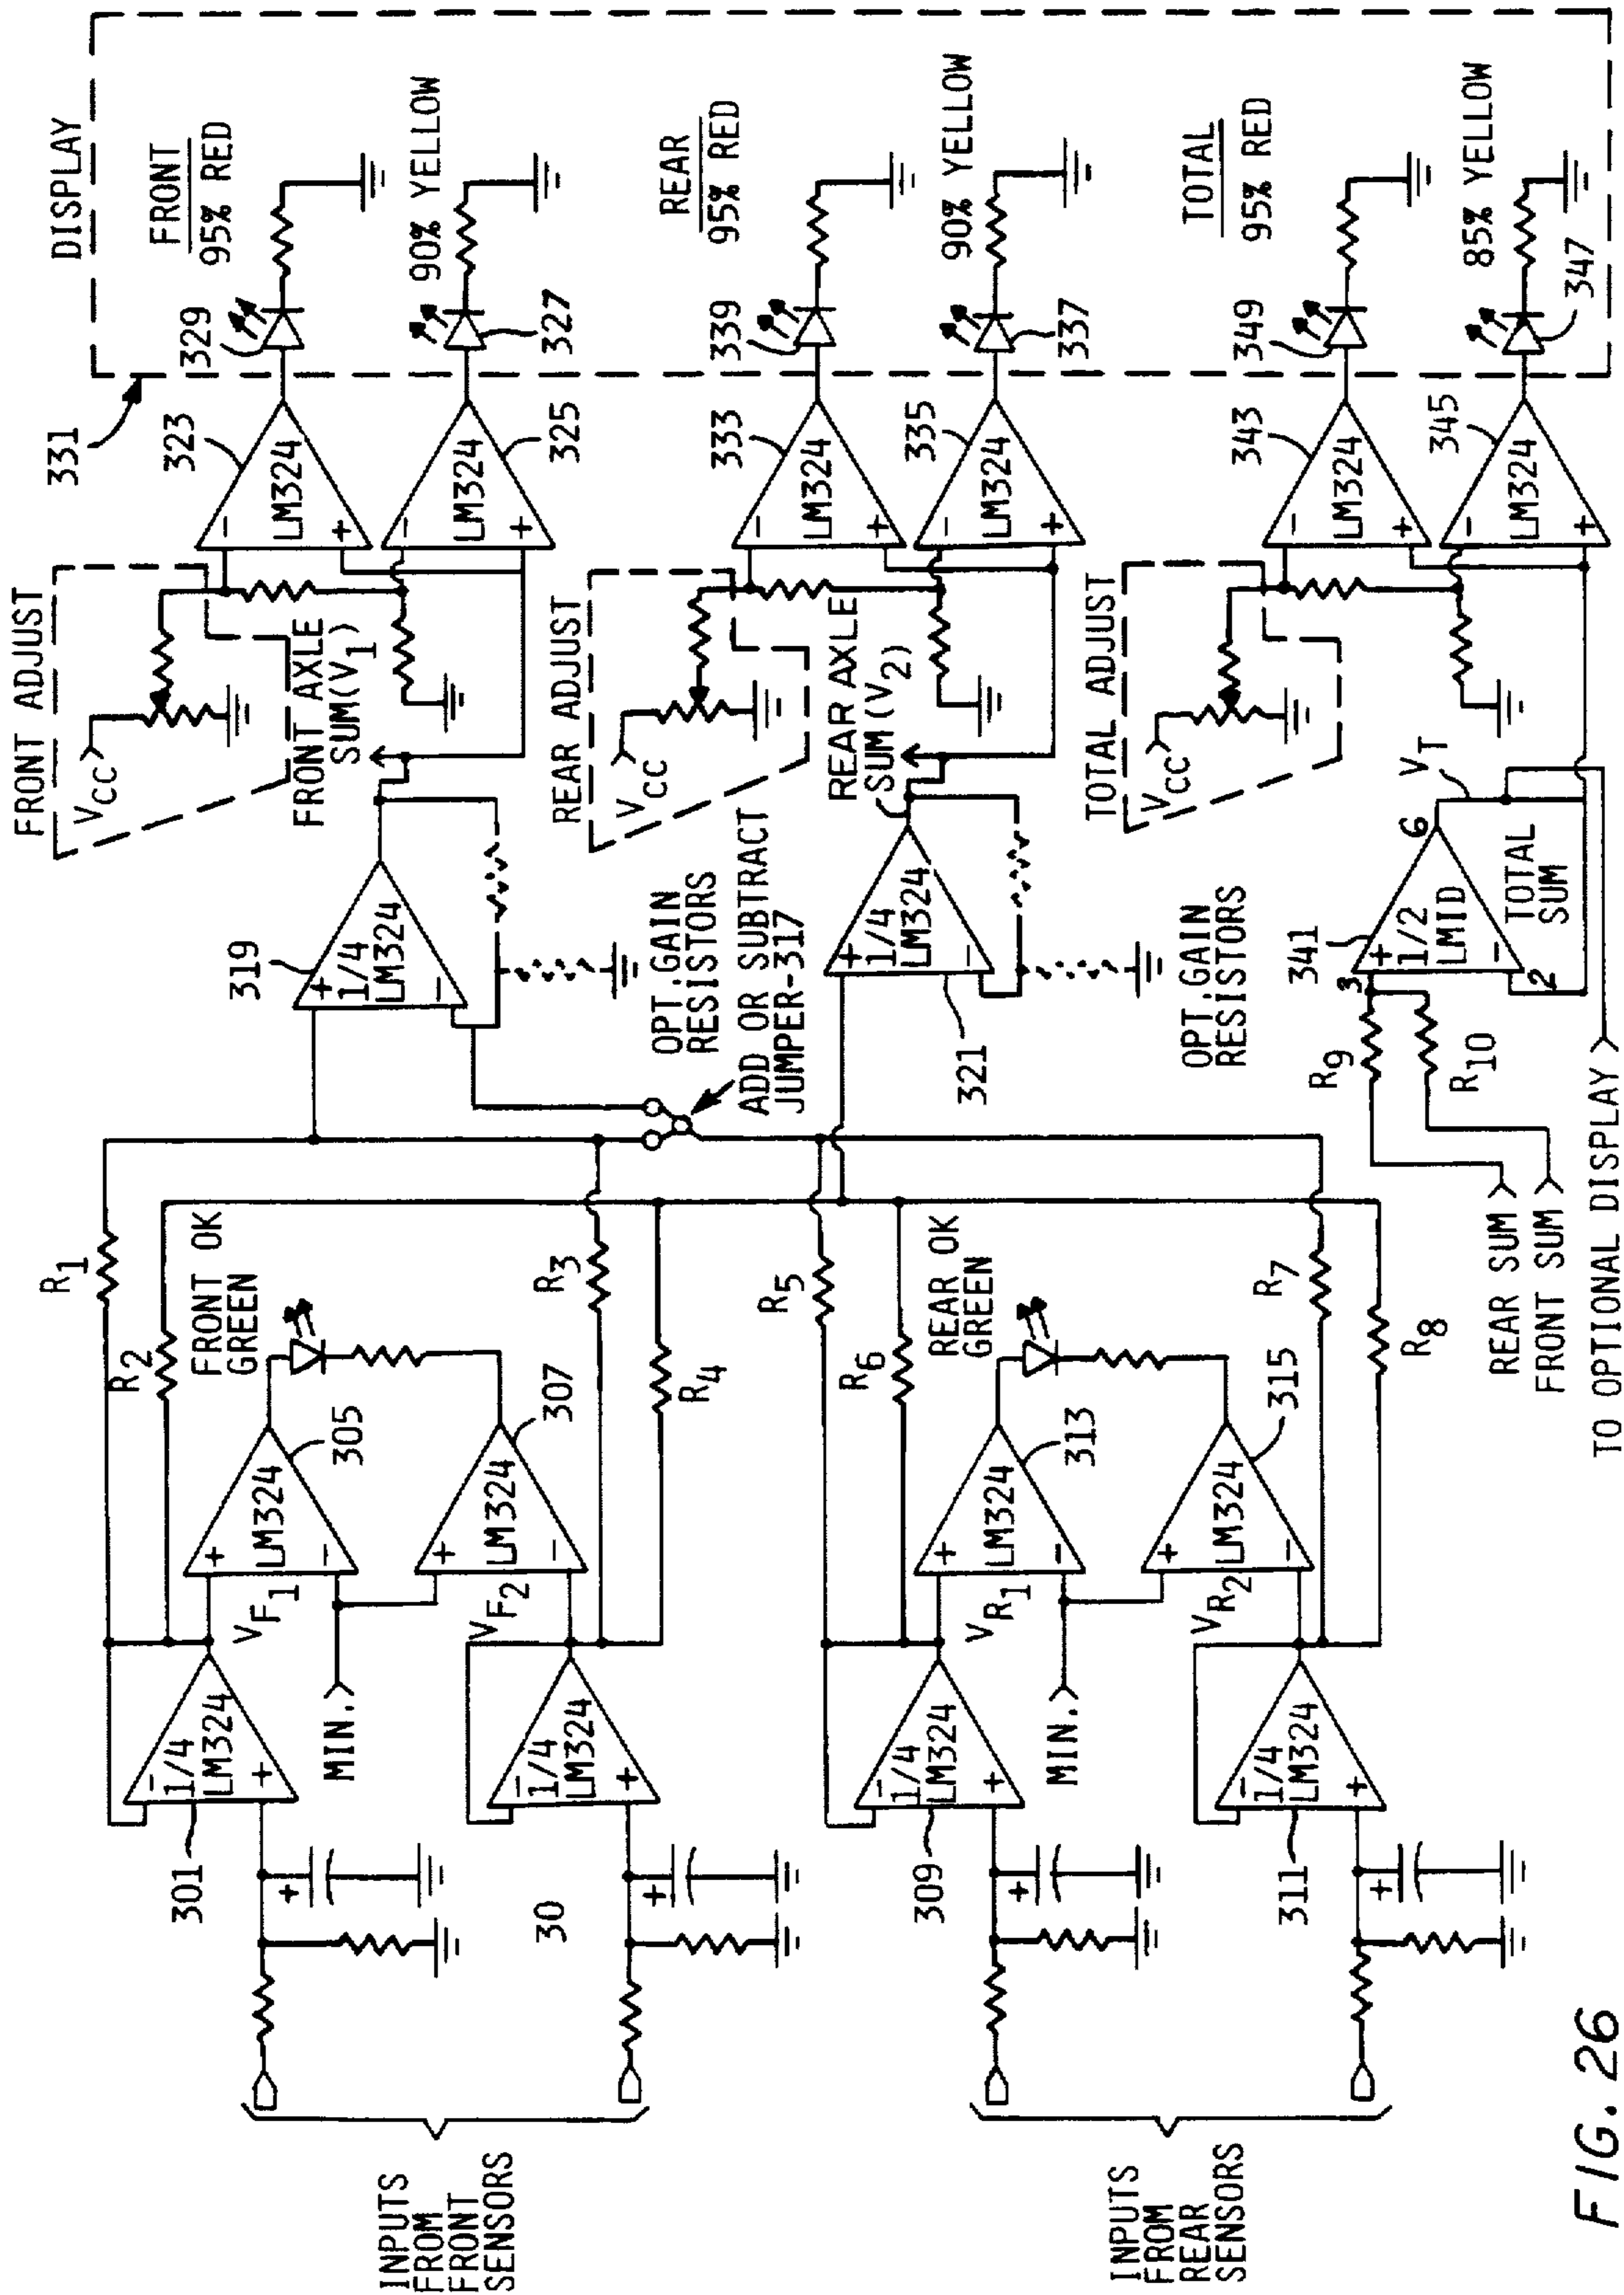 DISPLAY
331
FRONT ADJUST
VCC
FRONT AXLE
SUM(V1)
323
LM324
-
+
329
FRONT
95% RED
325
LM324
-
+
327
90% YELLOW
319
+
1/4
LM324
-
OPT.GAIN
RESISTORS
ADD OR SUBTRACT
JUMPER-317
REAR ADJUST
VCC
REAR AXLE
SUM(V2)
333
LM324
-
+
339
REAR
95% RED
335
LM324
-
+
337
90% YELLOW
321
+
1/4
LM324
-
OPT.GAIN
RESISTORS
TOTAL ADJUST
VCC
343
LM324
-
+
349
TOTAL
95% RED
345
LM324
-
+
347
85% YELLOW
341
3
+
1/2
LMID
-
2
6
VT
TOTAL
SUM
R9
R10
REAR SUM
FRONT SUM
TO OPTIONAL DISPLAY
R1
R2
FRONT OK
GREEN
305
+
LM324
-
VF1
301
-
1/4
LM324
+
+
MIN.
307
+
LM324
-
VF2
R3
R4
30
-
1/4
LM324
+
+
INPUTS
FROM
FRONT
SENSORS
R5
R6
REAR OK
GREEN
313
+
LM324
-
VR1
309
-
1/4
LM324
+
+
MIN.
315
+
LM324
-
VR2
R7
R8
311
-
1/4
LM324
+
+
INPUTS
FROM
REAR
SENSORS
FIG. 26